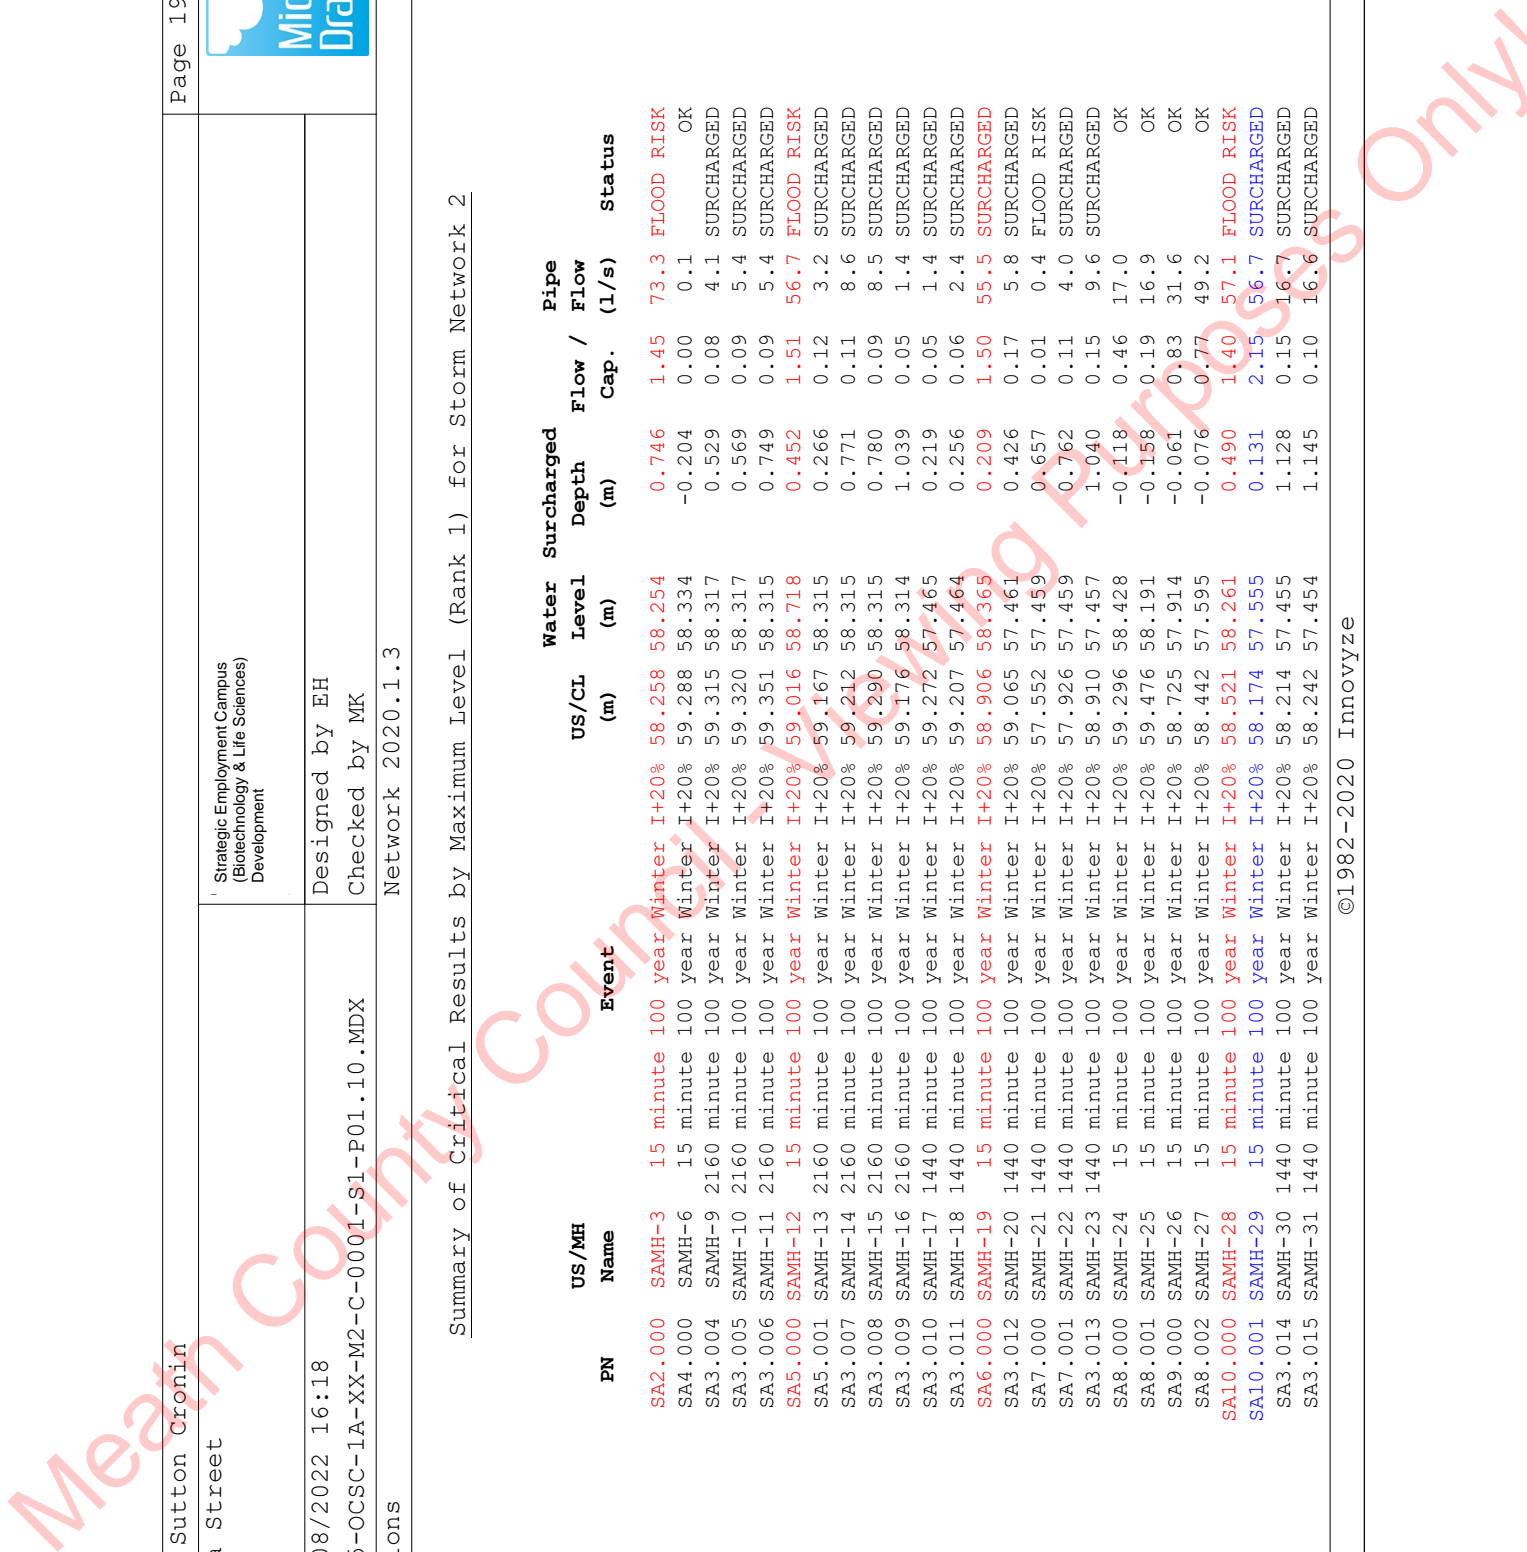 Sutton Cronin
Page 19
Street
Strategic Employment Campus
(Biotechnology & Life Sciences)
Development
08/2022 16:18
Designed by EH
-OCSC-1A-XX-M2-C-0001-S1-P01.10.MDX
Checked by MK
Network 2020.1.3
Summary of Critical Results by Maximum Level (Rank 1) for Storm Network 2
Water Surcharged Pipe
US/MH US/CL Level Depth Flow / Flow
PN Name Event (m) (m) (m) Cap. (l/s) Status
SA2.000 SAMH-3 15 minute 100 year Winter I+20% 58.258 58.254 0.746 1.45 73.3 FLOOD RISK
SA4.000 SAMH-6 15 minute 100 year Winter I+20% 59.288 58.334 -0.204 0.00 0.1 OK
SA3.004 SAMH-9 2160 minute 100 year Winter I+20% 59.315 58.317 0.529 0.08 4.1 SURCHARGED
SA3.005 SAMH-10 2160 minute 100 year Winter I+20% 59.320 58.317 0.569 0.09 5.4 SURCHARGED
SA3.006 SAMH-11 2160 minute 100 year Winter I+20% 59.351 58.315 0.749 0.09 5.4 SURCHARGED
SA5.000 SAMH-12 15 minute 100 year Winter I+20% 59.016 58.718 0.452 1.51 56.7 FLOOD RISK
SA5.001 SAMH-13 2160 minute 100 year Winter I+20% 59.167 58.315 0.266 0.12 3.2 SURCHARGED
SA3.007 SAMH-14 2160 minute 100 year Winter I+20% 59.212 58.315 0.771 0.11 8.6 SURCHARGED
SA3.008 SAMH-15 2160 minute 100 year Winter I+20% 59.290 58.315 0.780 0.09 8.5 SURCHARGED
SA3.009 SAMH-16 2160 minute 100 year Winter I+20% 59.176 58.314 1.039 0.05 1.4 SURCHARGED
SA3.010 SAMH-17 1440 minute 100 year Winter I+20% 59.272 57.465 0.219 0.05 1.4 SURCHARGED
SA3.011 SAMH-18 1440 minute 100 year Winter I+20% 59.207 57.464 0.256 0.06 2.4 SURCHARGED
SA6.000 SAMH-19 15 minute 100 year Winter I+20% 58.906 58.365 0.209 1.50 55.5 SURCHARGED
SA3.012 SAMH-20 1440 minute 100 year Winter I+20% 59.065 57.461 0.426 0.17 5.8 SURCHARGED
SA7.000 SAMH-21 1440 minute 100 year Winter I+20% 57.552 57.459 0.657 0.01 0.4 FLOOD RISK
SA7.001 SAMH-22 1440 minute 100 year Winter I+20% 57.926 57.459 0.762 0.11 4.0 SURCHARGED
SA3.013 SAMH-23 1440 minute 100 year Winter I+20% 58.910 57.457 1.040 0.15 9.6 SURCHARGED
SA8.000 SAMH-24 15 minute 100 year Winter I+20% 59.296 58.428 -0.118 0.46 17.0 OK
SA8.001 SAMH-25 15 minute 100 year Winter I+20% 59.476 58.191 -0.158 0.19 16.9 OK
SA9.000 SAMH-26 15 minute 100 year Winter I+20% 58.725 57.914 -0.061 0.83 31.6 OK
SA8.002 SAMH-27 15 minute 100 year Winter I+20% 58.442 57.595 -0.076 0.77 49.2 OK
SA10.000 SAMH-28 15 minute 100 year Winter I+20% 58.521 58.261 0.490 1.40 57.1 FLOOD RISK
SA10.001 SAMH-29 15 minute 100 year Winter I+20% 58.174 57.555 0.131 2.15 56.7 SURCHARGED
SA3.014 SAMH-30 1440 minute 100 year Winter I+20% 58.214 57.455 1.128 0.15 16.7 SURCHARGED
SA3.015 SAMH-31 1440 minute 100 year Winter I+20% 58.242 57.454 1.145 0.10 16.6 SURCHARGED
©1982-2020 Innovyze
Meath County Council - Viewing Purposes Only!